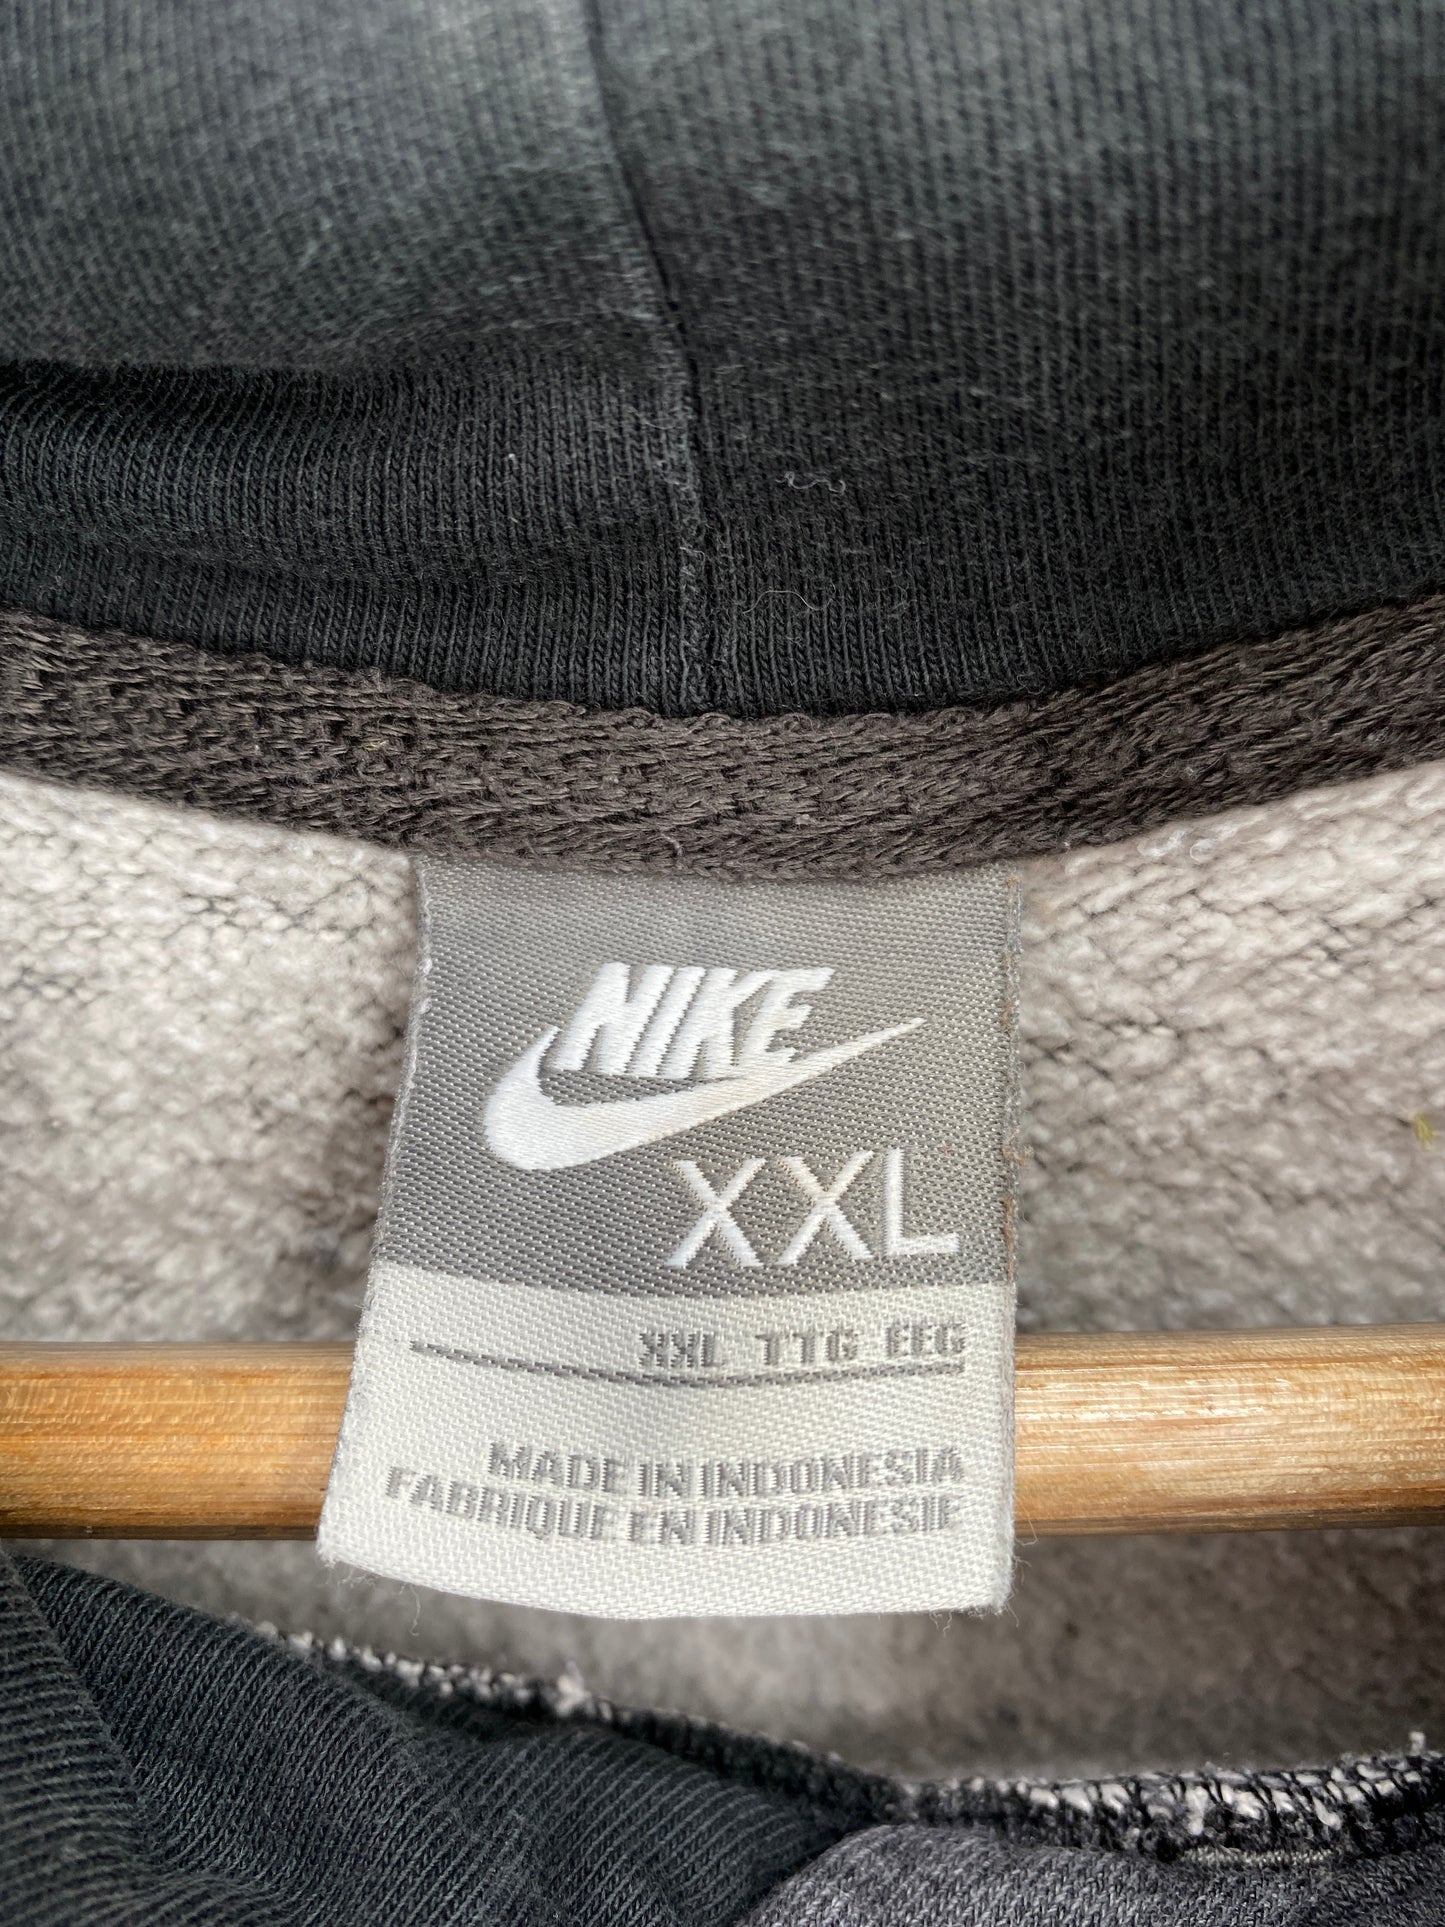 NIKE
XXL
XXL TTG EEG
MADE IN INDONESIA
FABRIQUE EN INDONESIE